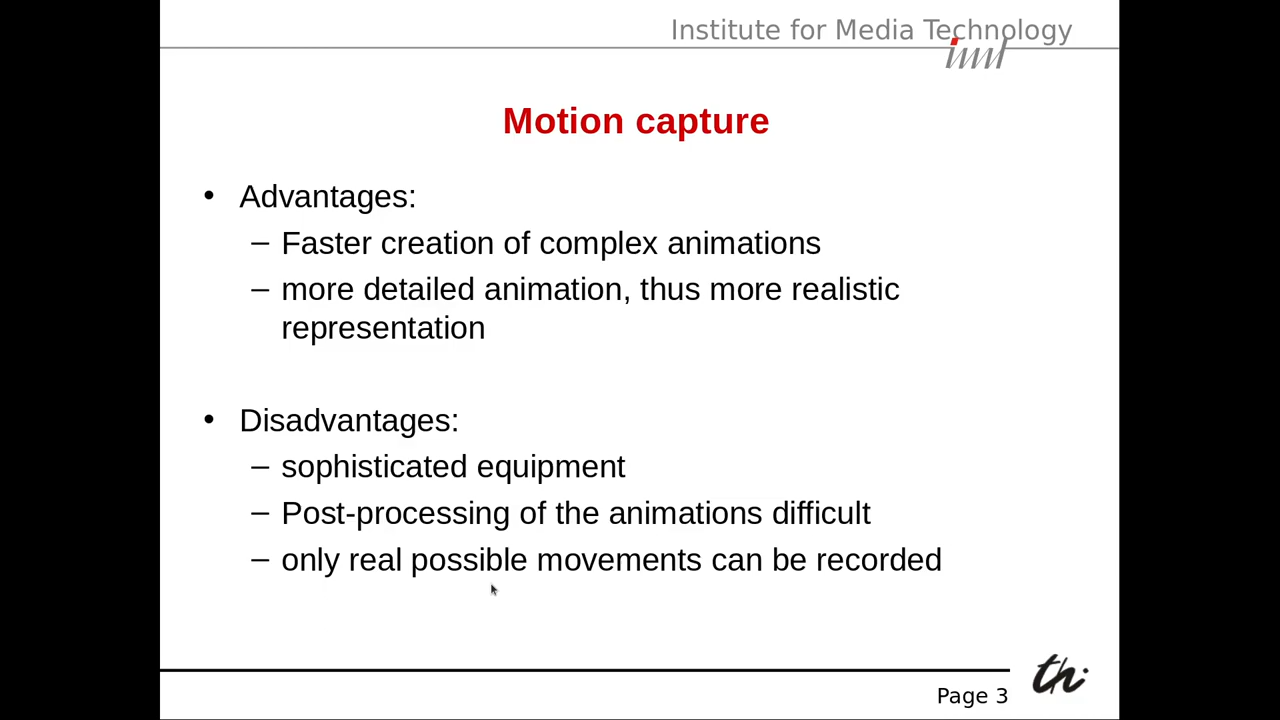 Institute for Media Technology
imt
Motion capture
• Advantages:
– Faster creation of complex animations
– more detailed animation, thus more realistic
representation
• Disadvantages:
– sophisticated equipment
– Post-processing of the animations difficult
– only real possible movements can be recorded
th
Page 3